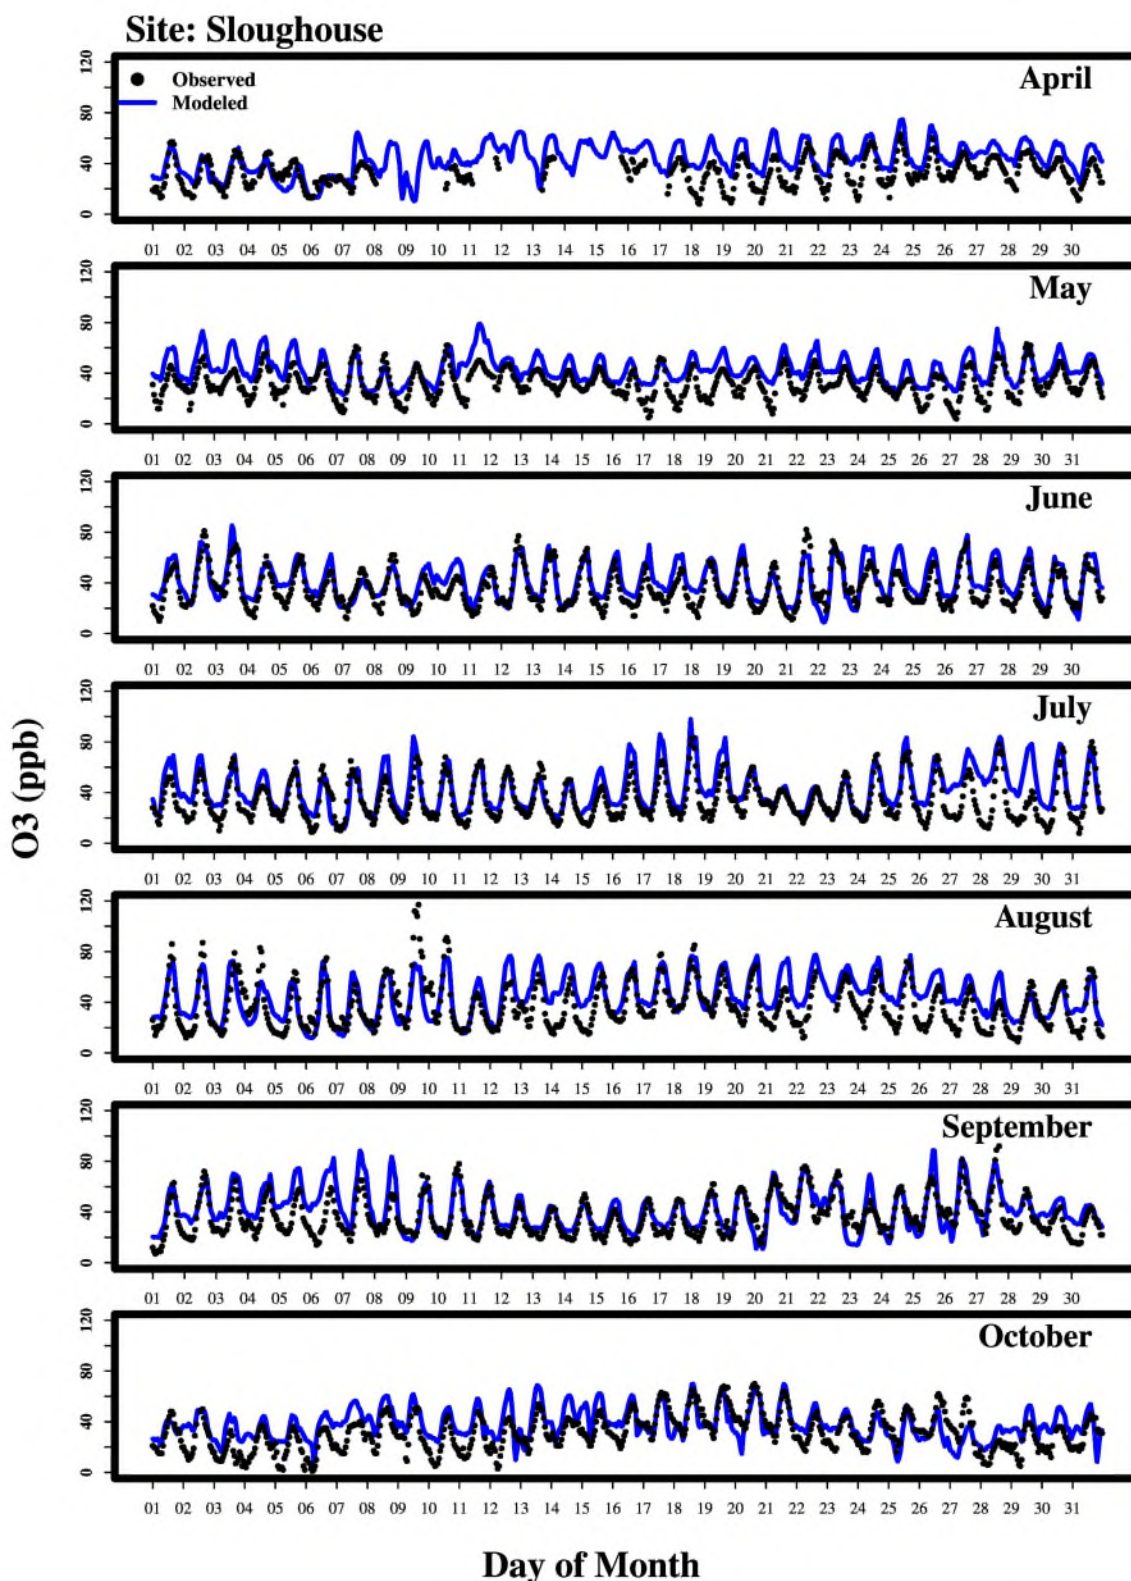 Site: Sloughouse
O3 (ppb)
0 40 80 120
Observed
Modeled
April
01 02 03 04 05 06 07 08 09 10 11 12 13 14 15 16 17 18 19 20 21 22 23 24 25 26 27 28 29 30
0 40 80 120
May
01 02 03 04 05 06 07 08 09 10 11 12 13 14 15 16 17 18 19 20 21 22 23 24 25 26 27 28 29 30 31
0 40 80 120
June
01 02 03 04 05 06 07 08 09 10 11 12 13 14 15 16 17 18 19 20 21 22 23 24 25 26 27 28 29 30
0 40 80 120
July
01 02 03 04 05 06 07 08 09 10 11 12 13 14 15 16 17 18 19 20 21 22 23 24 25 26 27 28 29 30 31
0 40 80 120
August
01 02 03 04 05 06 07 08 09 10 11 12 13 14 15 16 17 18 19 20 21 22 23 24 25 26 27 28 29 30 31
0 40 80 120
September
01 02 03 04 05 06 07 08 09 10 11 12 13 14 15 16 17 18 19 20 21 22 23 24 25 26 27 28 29 30
0 40 80 120
October
01 02 03 04 05 06 07 08 09 10 11 12 13 14 15 16 17 18 19 20 21 22 23 24 25 26 27 28 29 30 31
Day of Month